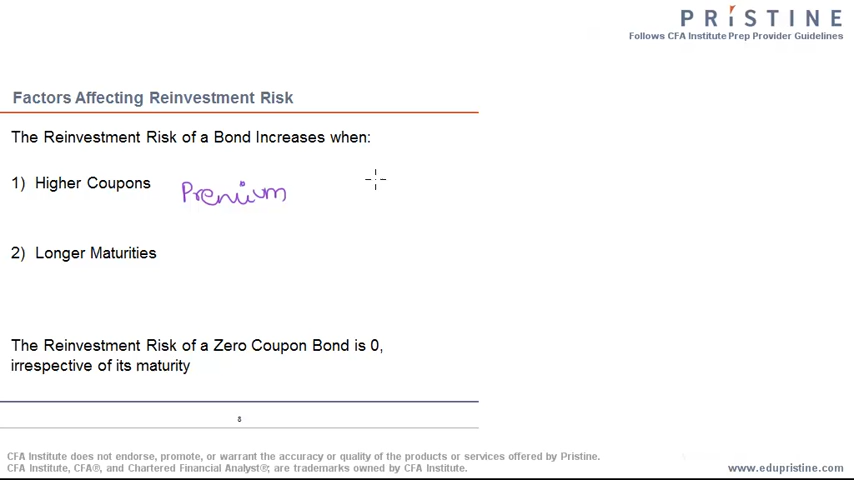 PRISTINE
Follows CFA Institute Prep Provider Guidelines
Factors Affecting Reinvestment Risk
The Reinvestment Risk of a Bond Increases when:
1) Higher Coupons Premium
2) Longer Maturities
The Reinvestment Risk of a Zero Coupon Bond is 0,
irrespective of its maturity
8
CFA Institute does not endorse, promote, or warrant the accuracy or quality of the products or services offered by Pristine.
CFA Institute, CFA®, and Chartered Financial Analyst®; are trademarks owned by CFA Institute.
www.edupristine.com